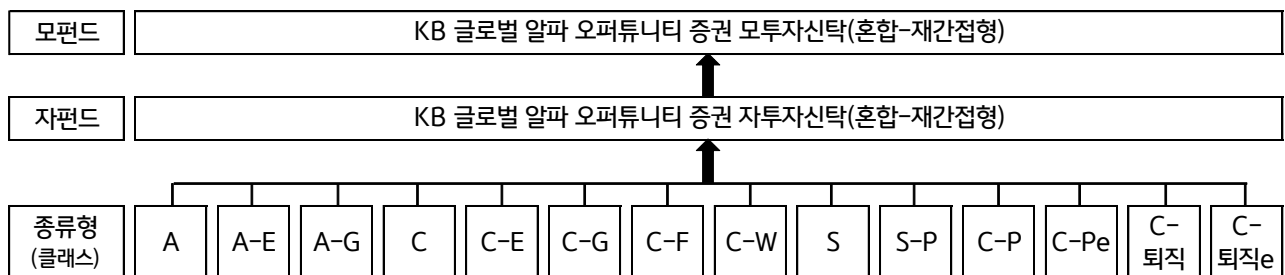 모펀드
KB 글로벌 알파 오퍼튜니티 증권 모투자신탁(혼합-재간접형)
자펀드
KB 글로벌 알파 오퍼튜니티 증권 자투자신탁(혼합-재간접형)
종류형
(클래스)
A
A-E
A-G
C
C-E
C-G
C-F
C-W
S
S-P
C-P
C-Pe
C-
퇴직
C-
퇴직e